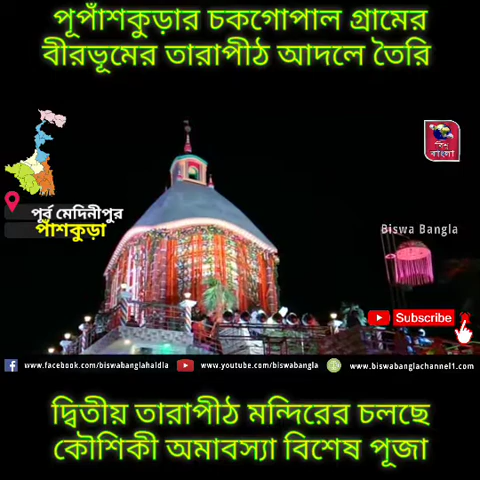 পূপাঁশকুড়ার চকগোপাল গ্রামের
বীরভূমের তারাপীঠ আদলে তৈরি
বাংলা
পূর্ব মেদিনীপুর
পাঁশকুড়া
Biswa Bangla
Subscribe
www.facebook.com/biswabanglahaldia
www.youtube.com/biswabangla
www.biswabanglachannel1.com
দ্বিতীয় তারাপীঠ মন্দিরের চলছে
কৌশিকী অমাবস্যা বিশেষ পূজা